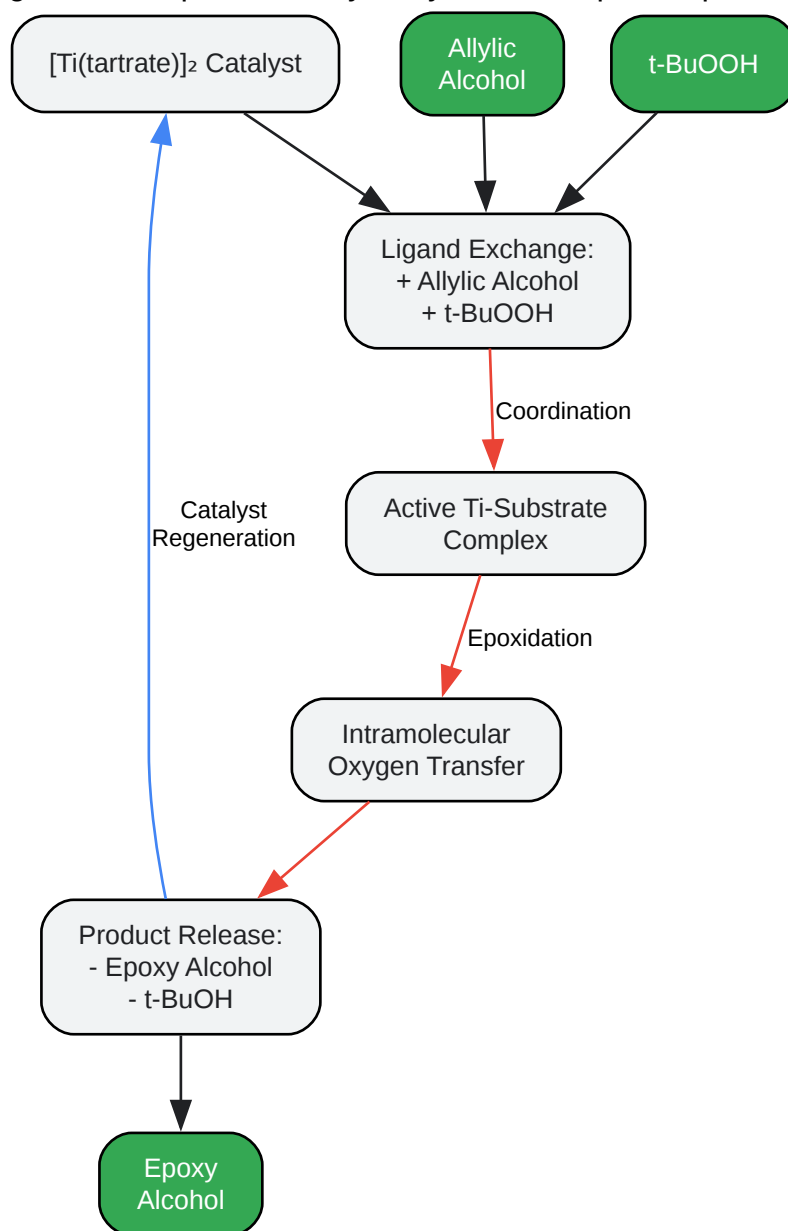 [Ti(tartrate)]₂ Catalyst
Allylic
Alcohol
t-BuOOH
Ligand Exchange:
+ Allylic Alcohol
+ t-BuOOH
Coordination
Active Ti-Substrate
Complex
Catalyst
Regeneration
Epoxidation
Intramolecular
Oxygen Transfer
Product Release:
- Epoxy Alcohol
- t-BuOH
Epoxy
Alcohol